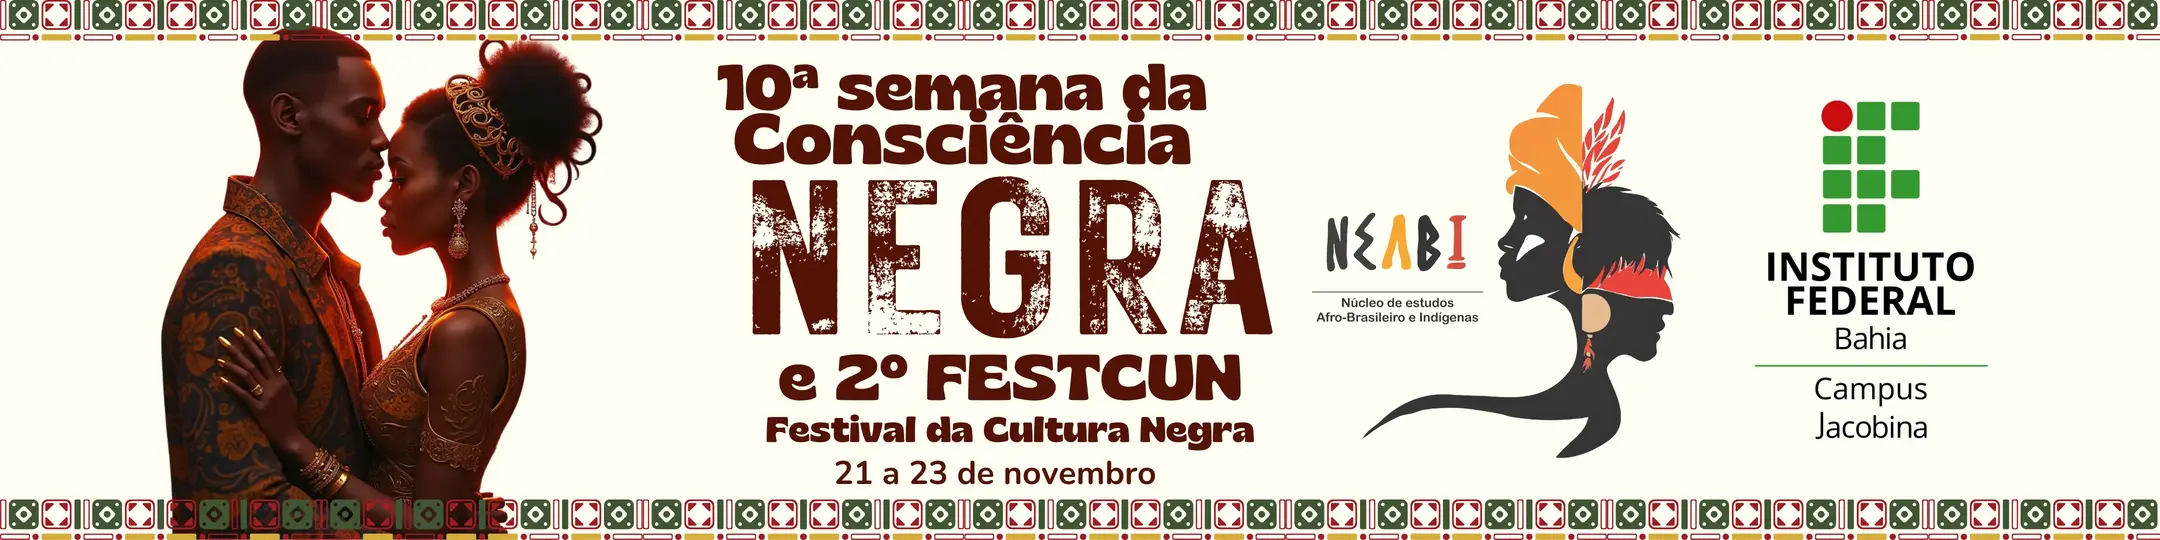 10ª semana da
Consciência
NEGRA
e 2º FESTCUN
Festival da Cultura Negra
21 a 23 de novembro
NEABI
Núcleo de estudos
Afro-Brasileiro e Indígenas
INSTITUTO
FEDERAL
Bahia
Campus
Jacobina